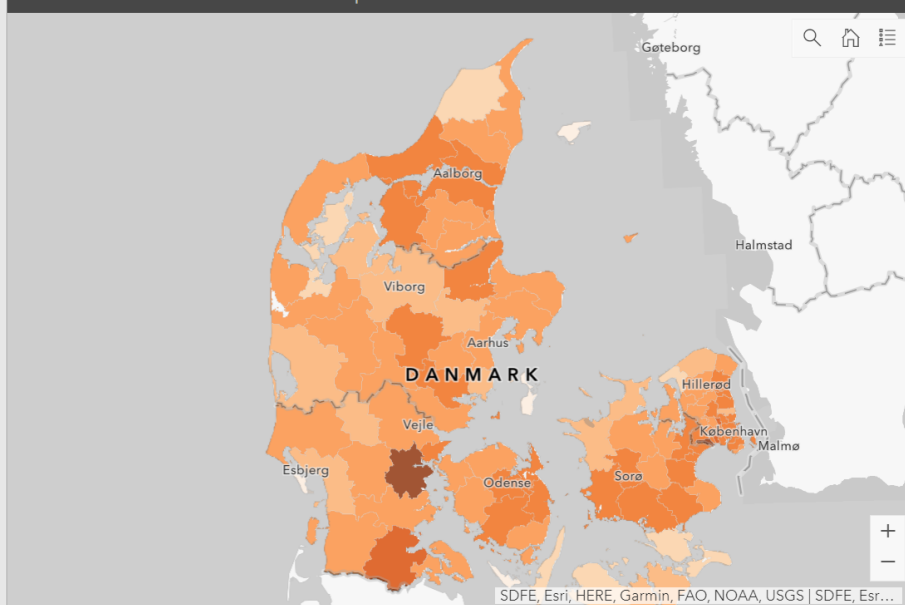 Gøteborg
Aalborg
Halmstad
Viborg
Aarhus
DANMARK
Hillerød
Vejle
København
Malmø
Esbjerg
Odense
Sorø
+
−
SDFE, Esri, HERE, Garmin, FAO, NOAA, USGS | SDFE, Esr...